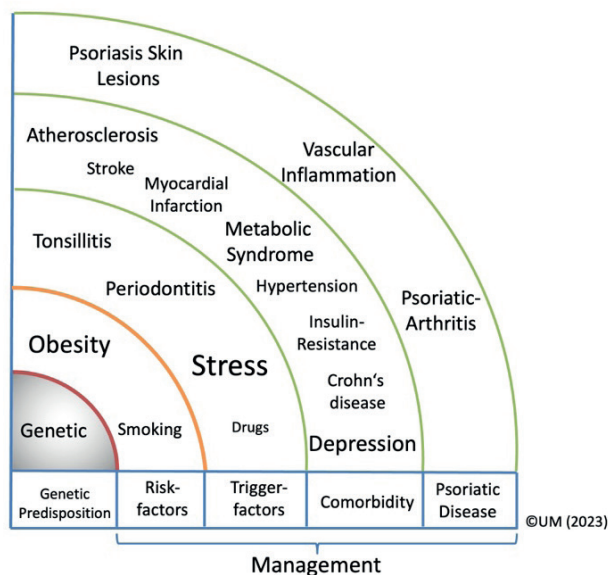 Psoriasis Skin
Lesions
Atherosclerosis
Stroke
Myocardial
Infarction
Vascular
Inflammation
Tonsillitis
Metabolic
Syndrome
Periodontitis
Hypertension
Psoriatic-
Arthritis
Insulin-
Resistance
Obesity
Stress
Crohn‘s
disease
Genetic
Smoking
Drugs
Depression
Genetic
Predisposition
Risk-
factors
Trigger-
factors
Comorbidity
Psoriatic
Disease
©UM (2023)
Management